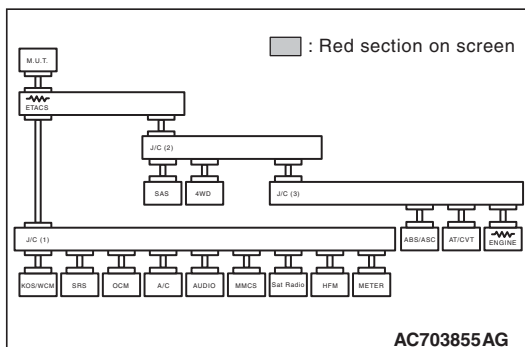 : Red section on screen
M.U.T.
ETACS
J/C (2)
SAS
4WD
J/C (3)
J/C (1)
ABS/ASC
AT/CVT
ENGINE
KOS/WCM
SRS
OCM
A/C
AUDIO
MMCS
Sat Radio
HFM
METER
AC703855AG